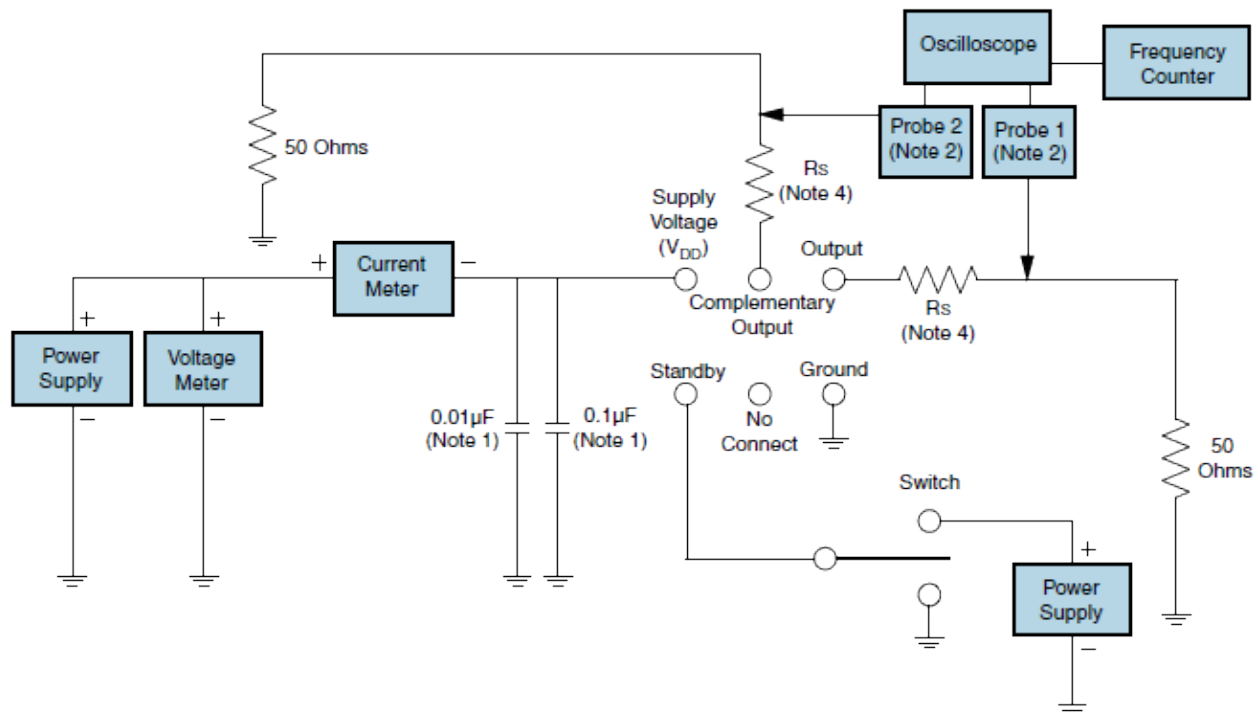 Oscilloscope
Frequency
Counter
Probe 2
(Note 2)
Probe 1
(Note 2)
50 Ohms
Rs
(Note 4)
Supply
Voltage
(VDD)
Output
+
Current
Meter
−
Complementary
Output
Rs
(Note 4)
+
Power
Supply
−
+
Voltage
Meter
−
0.01µF
(Note 1)
0.1µF
(Note 1)
Standby
No
Connect
Ground
50
Ohms
Switch
+
Power
Supply
−